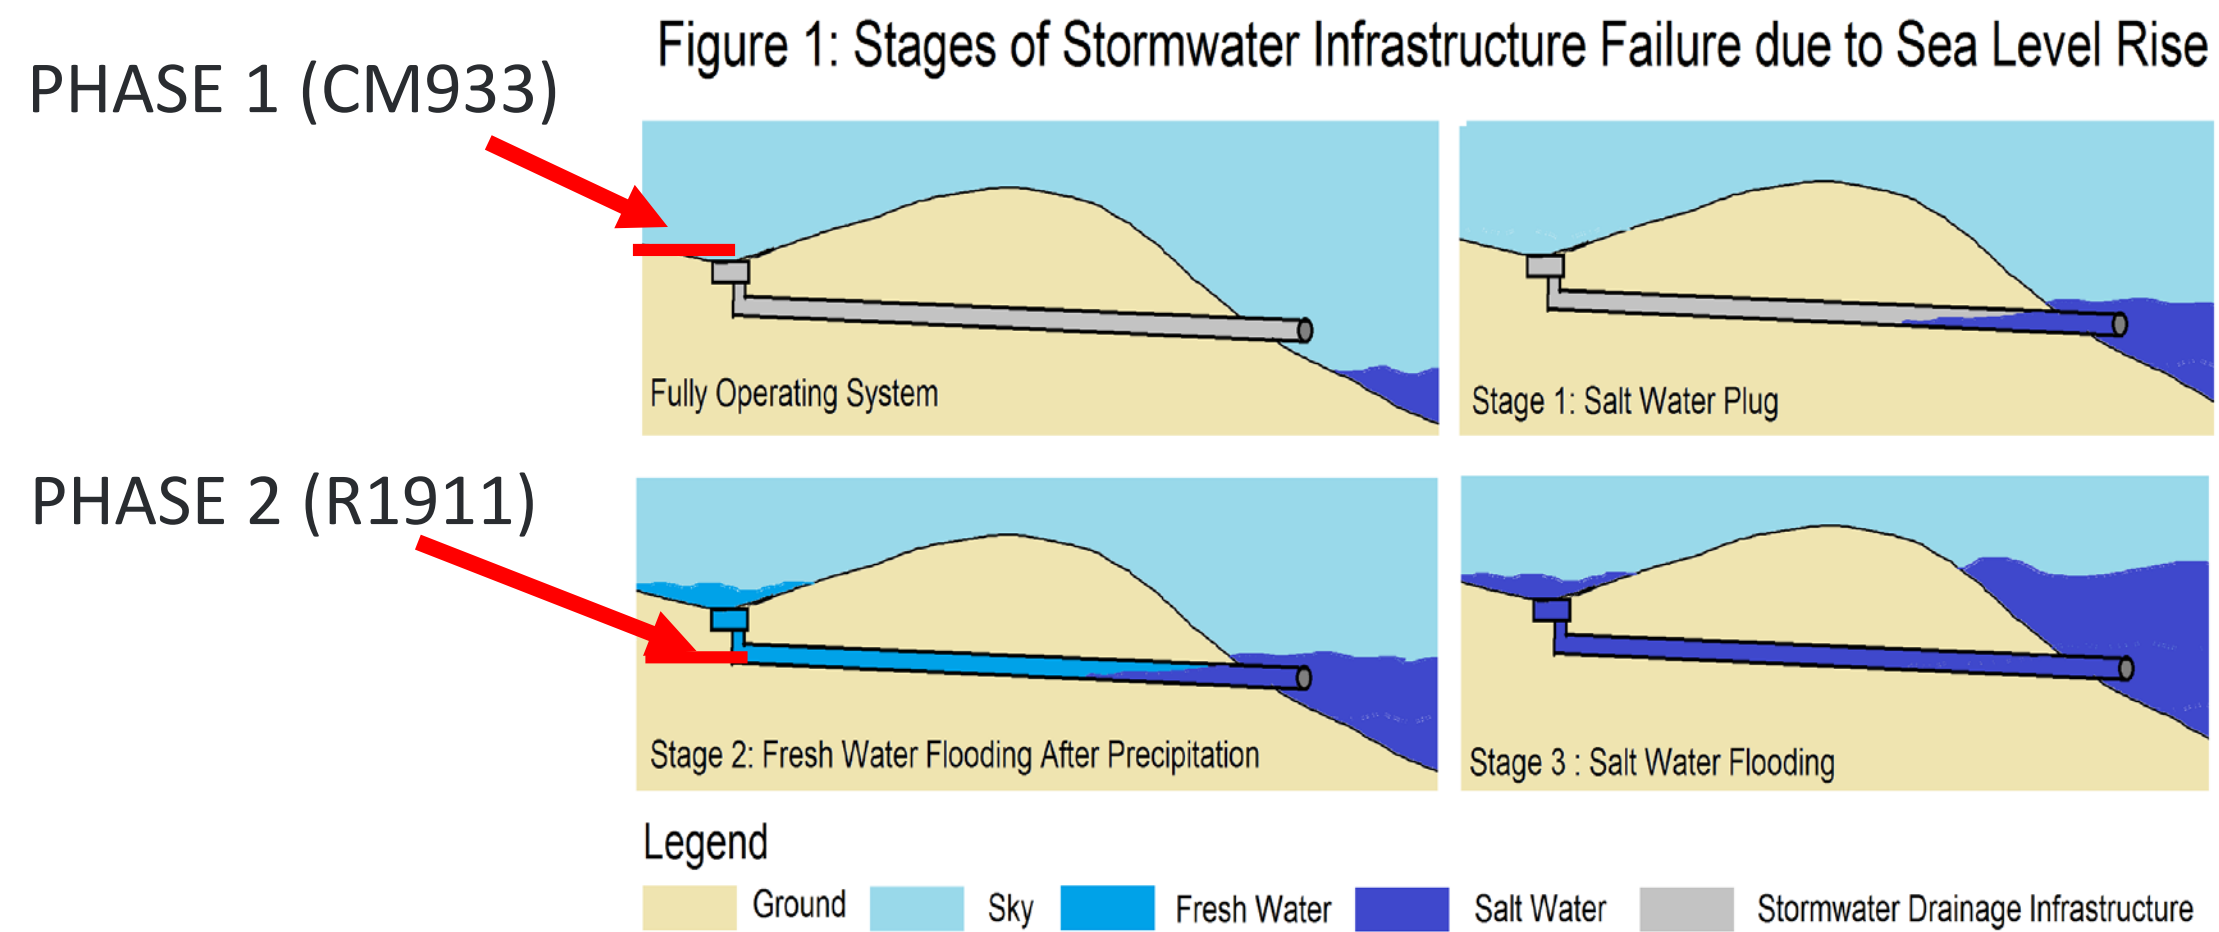 Figure 1: Stages of Stormwater Infrastructure Failure due to Sea Level Rise
PHASE 1 (CM933)
Fully Operating System
Stage 1: Salt Water Plug
PHASE 2 (R1911)
Stage 2: Fresh Water Flooding After Precipitation
Stage 3 : Salt Water Flooding
Legend
Ground
Sky
Fresh Water
Salt Water
Stormwater Drainage Infrastructure